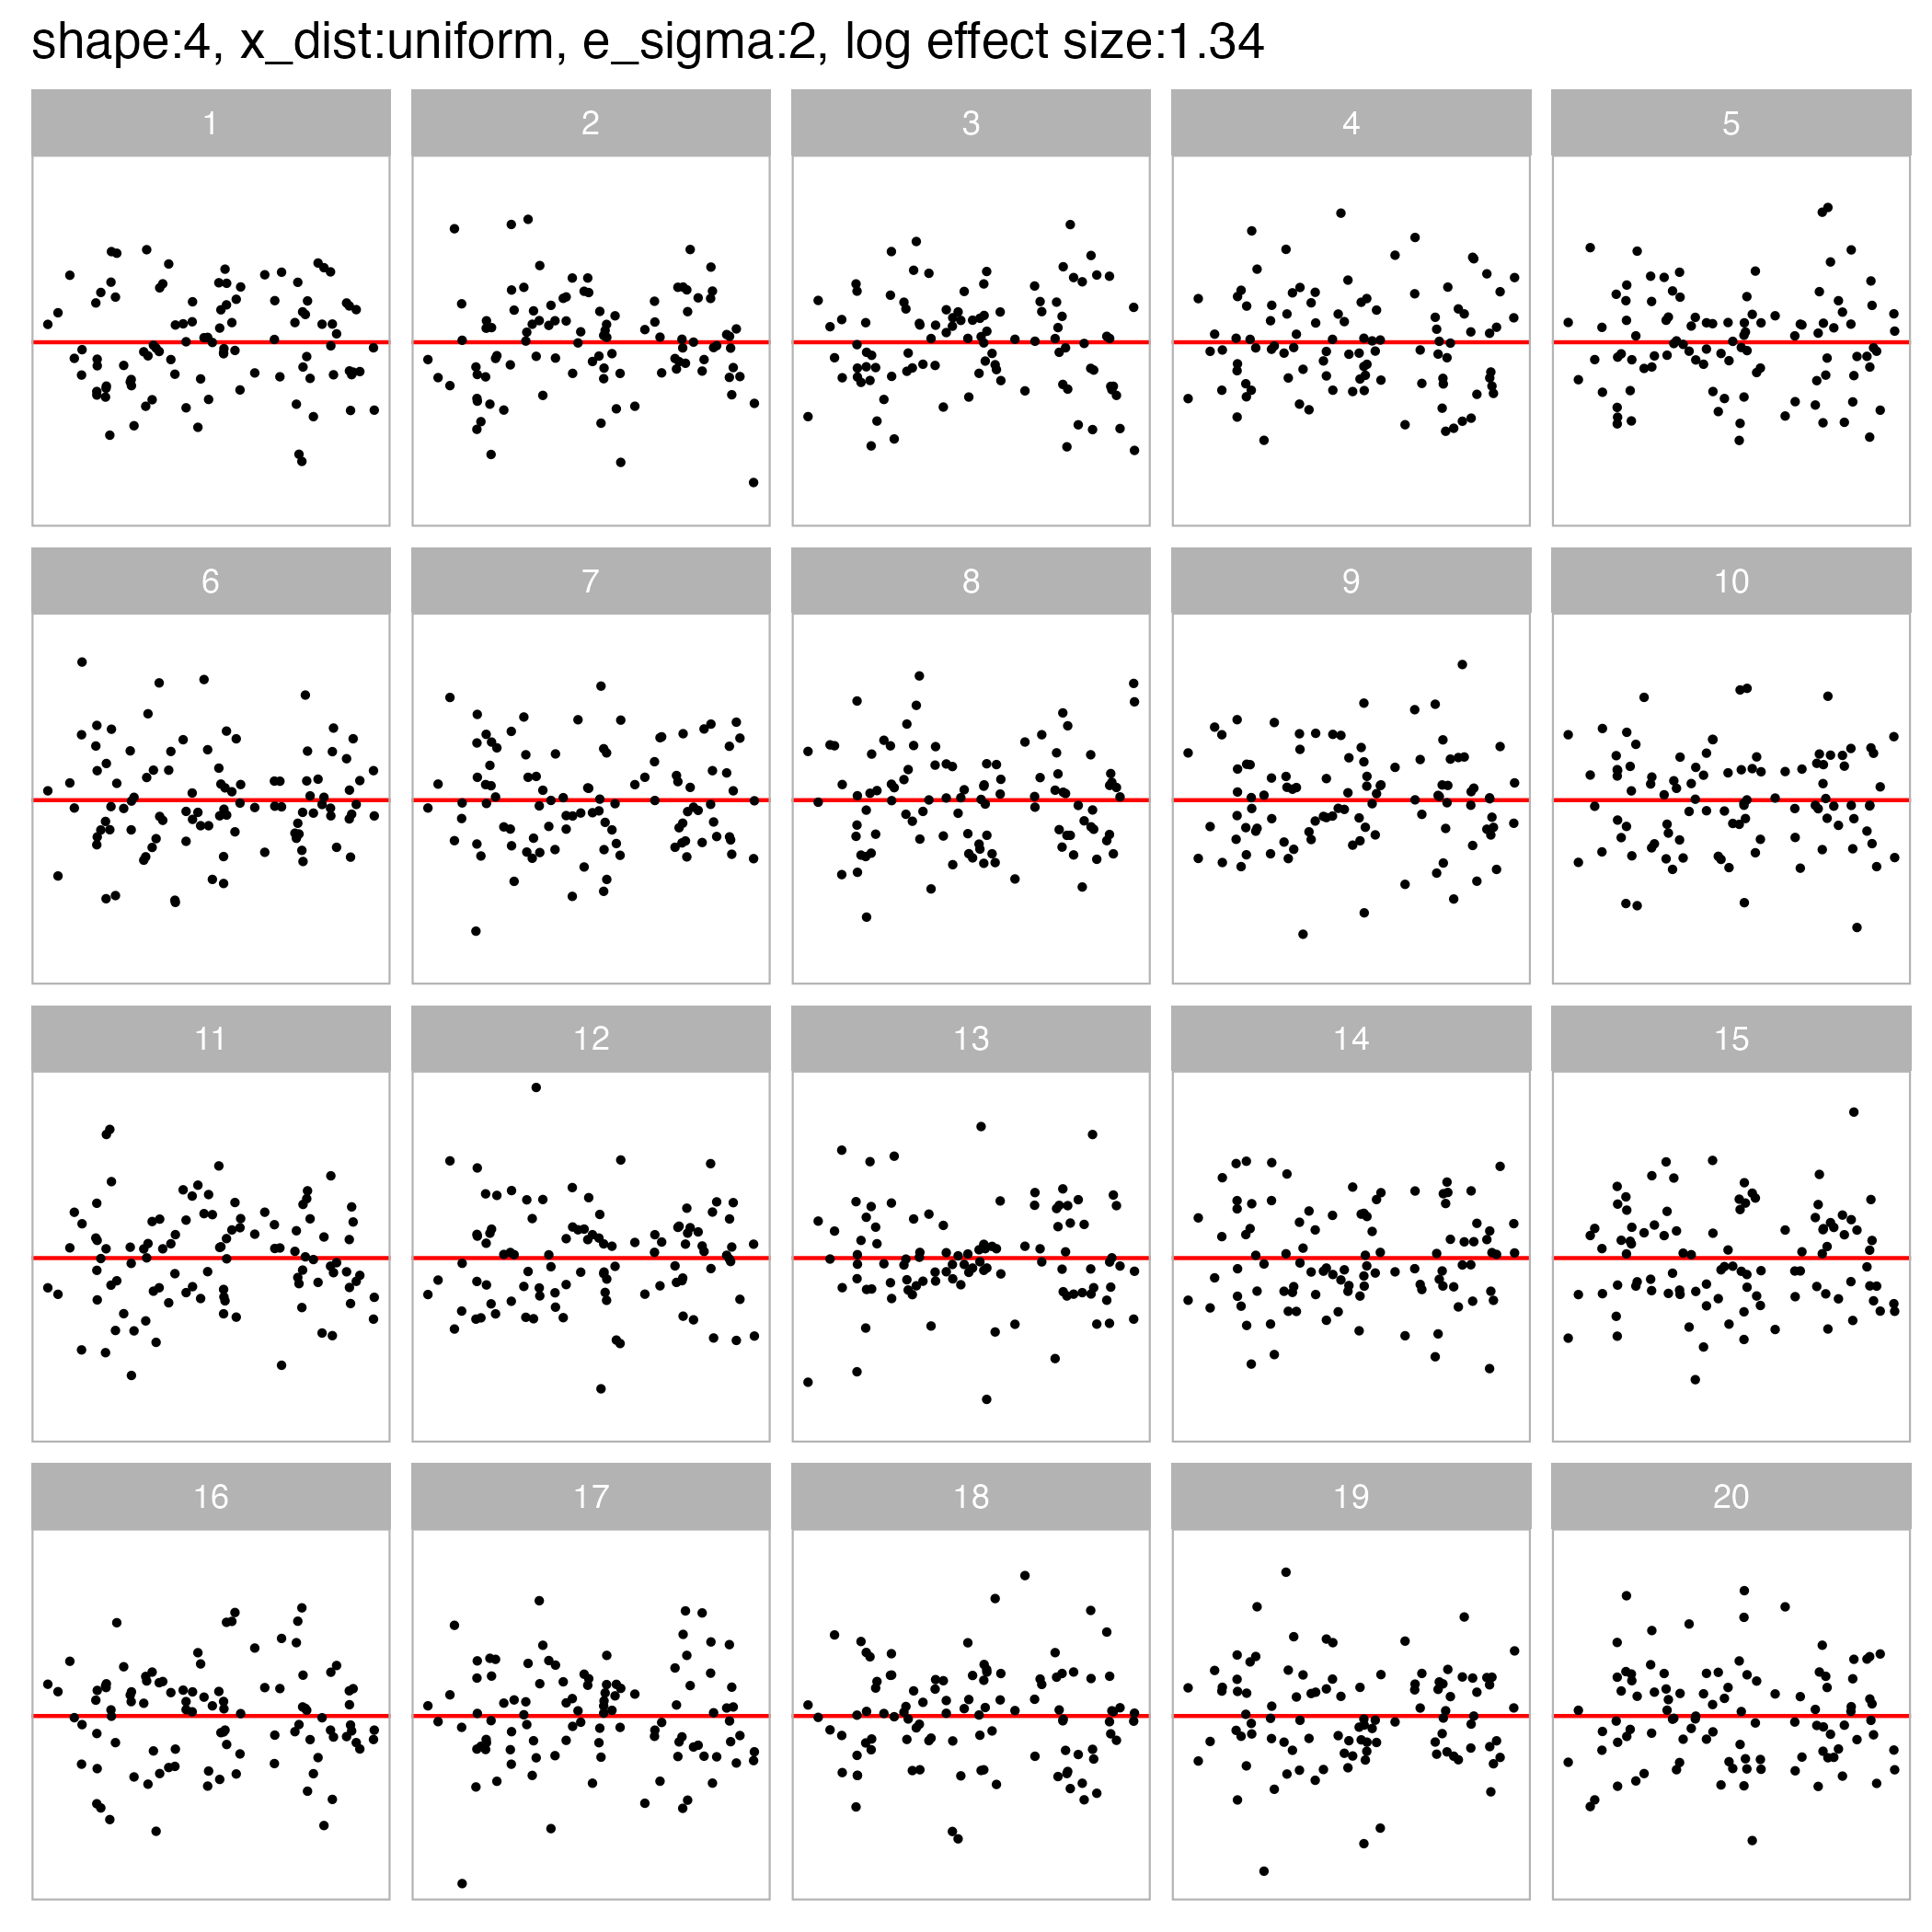 shape:4, x_dist:uniform, e_sigma:2, log effect size:1.34
1 2 3 4 5
6 7 8 9 10
11 12 13 14 15
16 17 18 19 20